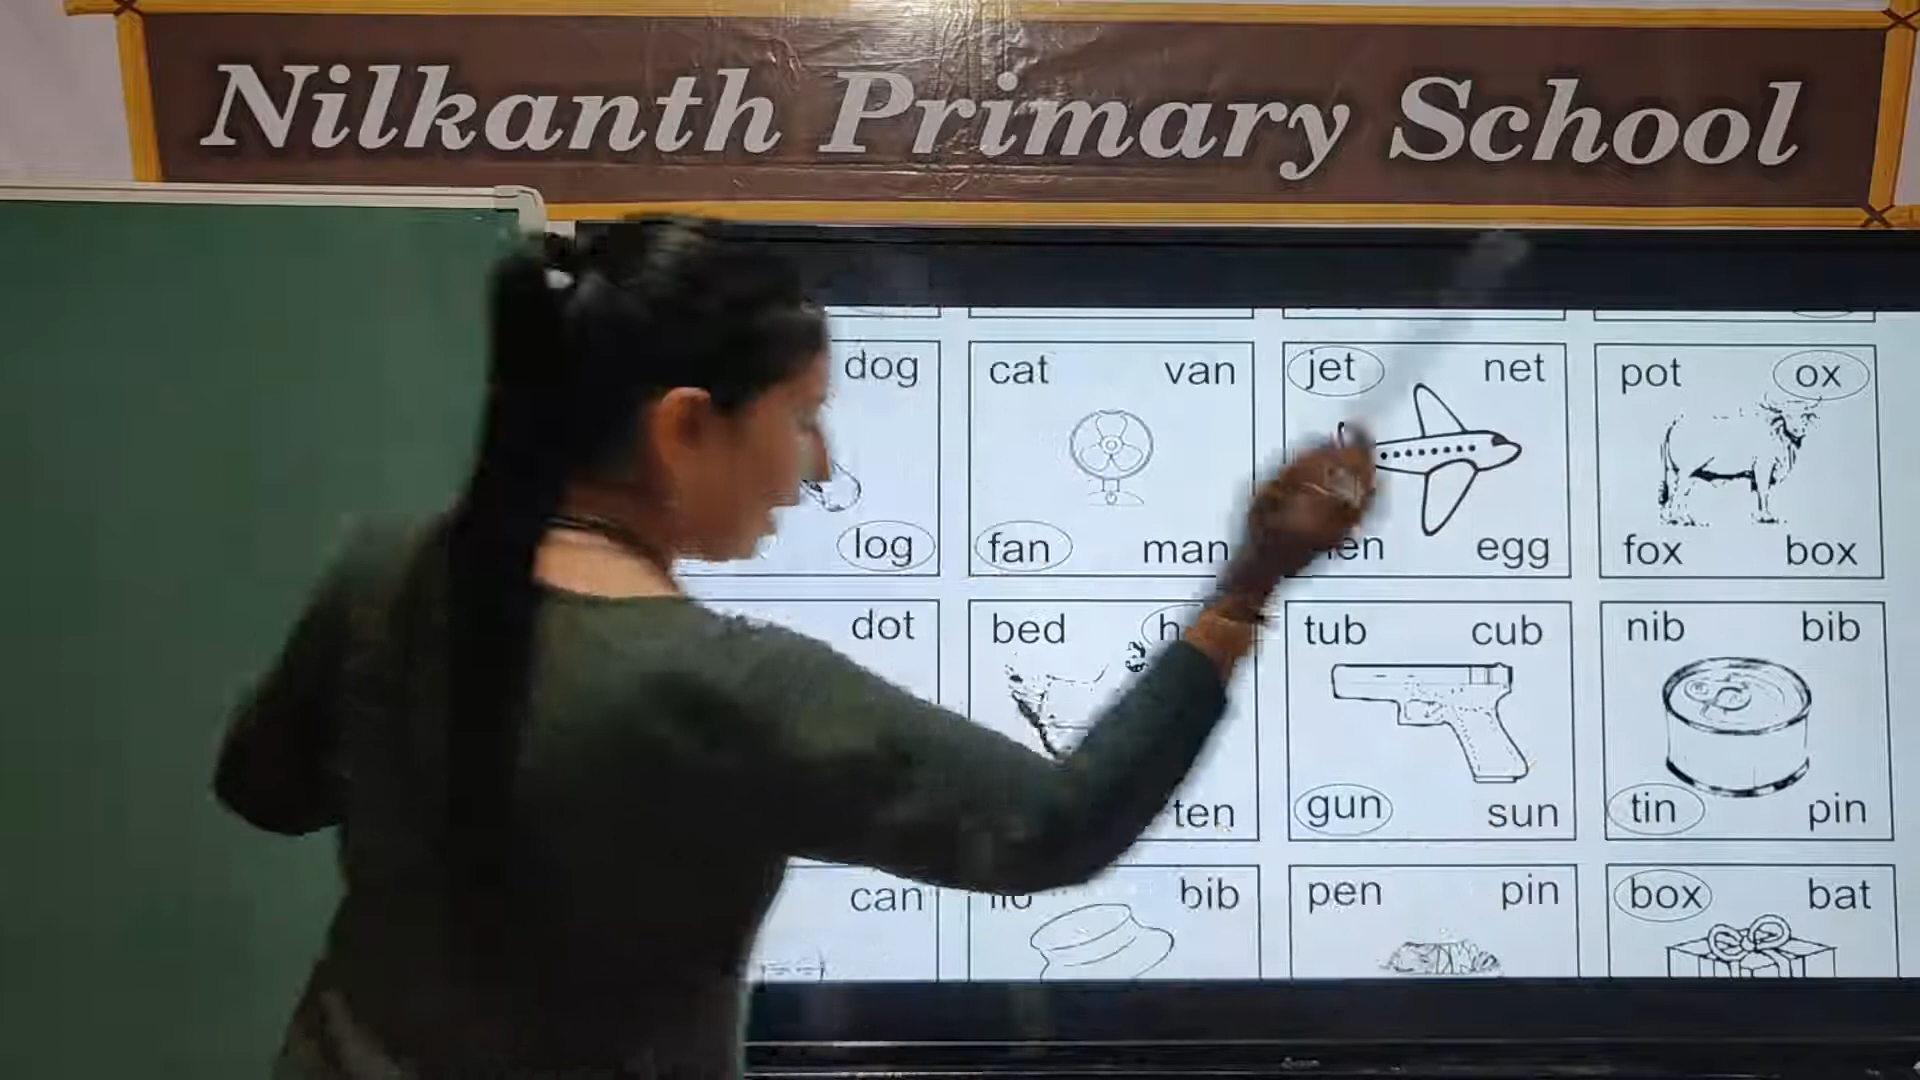 Nilkanth Primary School
dog cat van jet net pot ox
log fan man egg fox box
dot bed tub cub nib bib
ten gun sun tin pin
can bib pen pin box bat